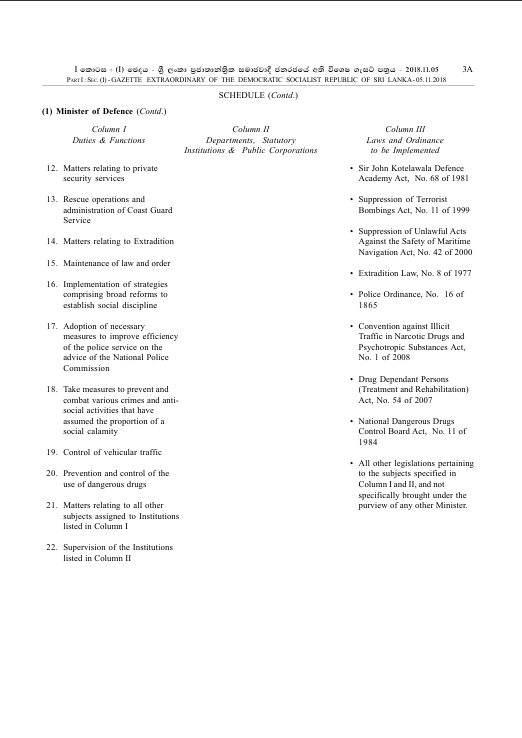 I කොටස - (I) ඡෙදය - ශ්‍රී ලංකා ප්‍රජාතාන්ත්‍රික සමාජවාදී ජනරජයේ අති විශෙෂ ගැසට් පත්‍රය - 2018.11.05 3A
PART I : SEC. (I) - GAZETTE EXTRAORDINARY OF THE DEMOCRATIC SOCIALIST REPUBLIC OF SRI LANKA - 05.11.2018
SCHEDULE (Contd.)
(1) Minister of Defence (Contd.)
Column I
Duties & Functions
12. Matters relating to private
security services
13. Rescue operations and
administration of Coast Guard
Service
14. Matters relating to Extradition
15. Maintenance of law and order
16. Implementation of strategies
comprising broad reforms to
establish social discipline
17. Adoption of necessary
measures to improve efficiency
of the police service on the
advice of the National Police
Commission
18. Take measures to prevent and
combat various crimes and anti-
social activities that have
assumed the proportion of a
social calamity
19. Control of vehicular traffic
20. Prevention and control of the
use of dangerous drugs
21. Matters relating to all other
subjects assigned to Institutions
listed in Column I
22. Supervision of the Institutions
listed in Column II
Column II
Departments, Statutory
Institutions & Public Corporations
Column III
Laws and Ordinance
to be Implemented
• Sir John Kotelawala Defence
Academy Act, No. 68 of 1981
• Suppression of Terrorist
Bombings Act, No. 11 of 1999
• Suppression of Unlawful Acts
Against the Safety of Maritime
Navigation Act, No. 42 of 2000
• Extradition Law, No. 8 of 1977
• Police Ordinance, No. 16 of
1865
• Convention against Illicit
Traffic in Narcotic Drugs and
Psychotropic Substances Act,
No. 1 of 2008
• Drug Dependant Persons
(Treatment and Rehabilitation)
Act, No. 54 of 2007
• National Dangerous Drugs
Control Board Act, No. 11 of
1984
• All other legislations pertaining
to the subjects specified in
Column I and II, and not
specifically brought under the
purview of any other Minister.